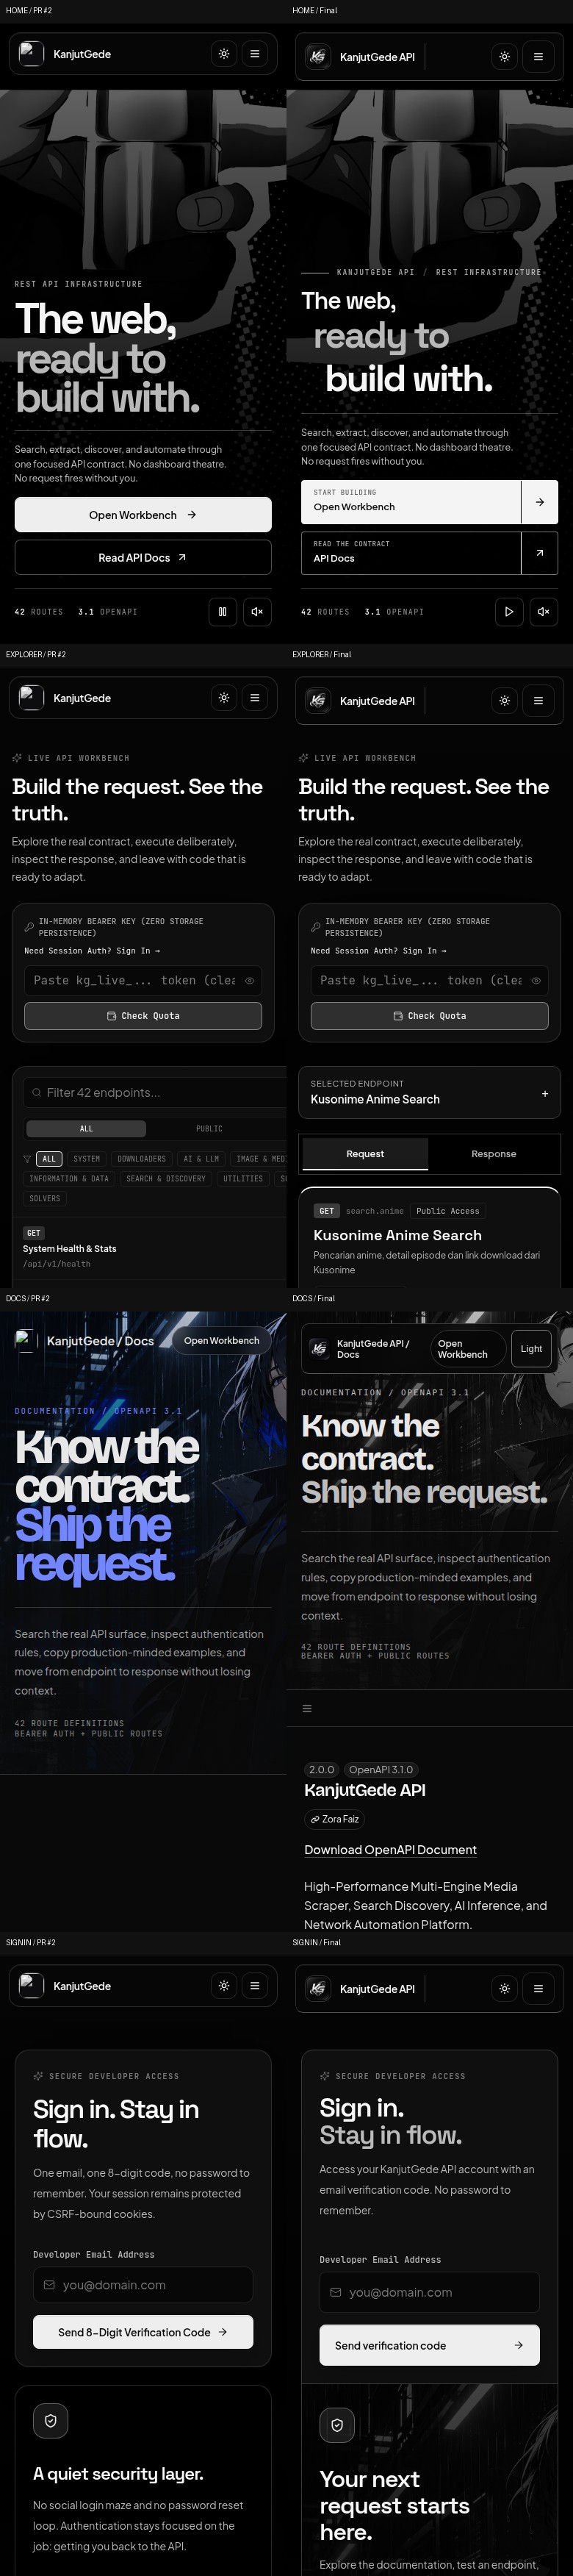 HOME / PR #2
KanjutGede
REST API INFRASTRUCTURE
The web,
ready to
build with.
Search, extract, discover, and automate through
one focused API contract. No dashboard theatre.
No request fires without you.
Open Workbench
Read API Docs
42 ROUTES 3.1 OPENAPI
HOME / Final
KanjutGede API
KANJUTGEDE API / REST INFRASTRUCTURE
The web,
ready to
build with.
Search, extract, discover, and automate through
one focused API contract. No dashboard theatre.
No request fires without you.
START BUILDING
Open Workbench
READ THE CONTRACT
API Docs
42 ROUTES 3.1 OPENAPI
EXPLORER / PR #2
KanjutGede
LIVE API WORKBENCH
Build the request. See the
truth.
Explore the real contract, execute deliberately,
inspect the response, and leave with code that is
ready to adapt.
IN-MEMORY BEARER KEY (ZERO STORAGE
PERSISTENCE)
Need Session Auth? Sign In →
Paste kg_live_... token (clea
Check Quota
Filter 42 endpoints...
ALL PUBLIC
ALL SYSTEM DOWNLOADERS AI & LLM IMAGE & MEDI
INFORMATION & DATA SEARCH & DISCOVERY UTILITIES SO
SOLVERS
GET
System Health & Stats
/api/v1/health
EXPLORER / Final
KanjutGede API
LIVE API WORKBENCH
Build the request. See the
truth.
Explore the real contract, execute deliberately,
inspect the response, and leave with code that is
ready to adapt.
IN-MEMORY BEARER KEY (ZERO STORAGE
PERSISTENCE)
Need Session Auth? Sign In →
Paste kg_live_... token (clea
Check Quota
SELECTED ENDPOINT
Kusonime Anime Search
+
Request Response
GET search.anime Public Access
Kusonime Anime Search
Pencarian anime, detail episode dan link download dari
Kusonime
DOCS / PR #2
KanjutGede / Docs
Open Workbench
DOCUMENTATION / OPENAPI 3.1
Know the
contract.
Ship the
request.
Search the real API surface, inspect authentication
rules, copy production-minded examples, and
move from endpoint to response without losing
context.
42 ROUTE DEFINITIONS
BEARER AUTH + PUBLIC ROUTES
DOCS / Final
KanjutGede API /
Docs
Open
Workbench
Light
DOCUMENTATION / OPENAPI 3.1
Know the
contract.
Ship the request.
Search the real API surface, inspect authentication
rules, copy production-minded examples, and
move from endpoint to response without losing
context.
42 ROUTE DEFINITIONS
BEARER AUTH + PUBLIC ROUTES
2.0.0 OpenAPI 3.1.0
KanjutGede API
Zora Faiz
Download OpenAPI Document
High-Performance Multi-Engine Media
Scraper, Search Discovery, AI Inference, and
Network Automation Platform.
SIGNIN / PR #2
KanjutGede
SECURE DEVELOPER ACCESS
Sign in. Stay in
flow.
One email, one 8-digit code, no password to
remember. Your session remains protected
by CSRF-bound cookies.
Developer Email Address
you@domain.com
Send 8-Digit Verification Code
A quiet security layer.
No social login maze and no password reset
loop. Authentication stays focused on the
job: getting you back to the API.
SIGNIN / Final
KanjutGede API
SECURE DEVELOPER ACCESS
Sign in.
Stay in flow.
Access your KanjutGede API account with an
email verification code. No password to
remember.
Developer Email Address
you@domain.com
Send verification code
Your next
request starts
here.
Explore the documentation, test an endpoint,